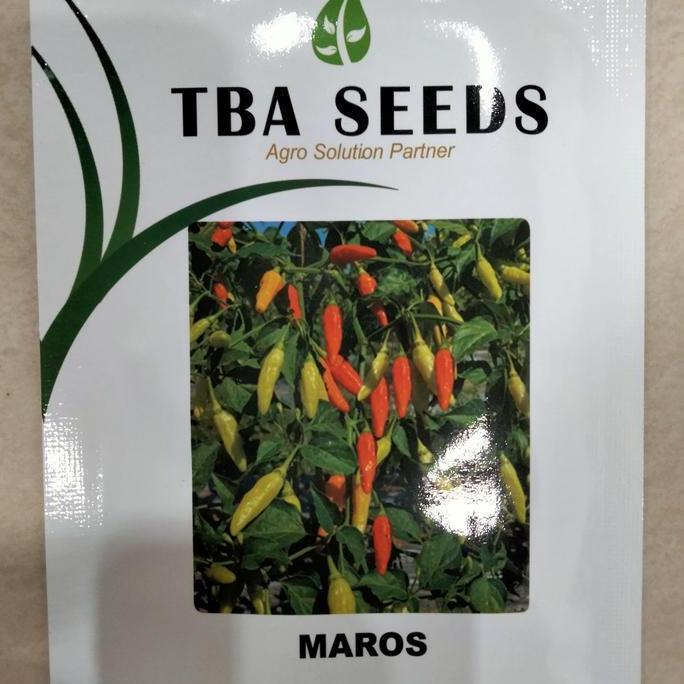 TBA SEEDS
Agro Solution Partner
MAROS